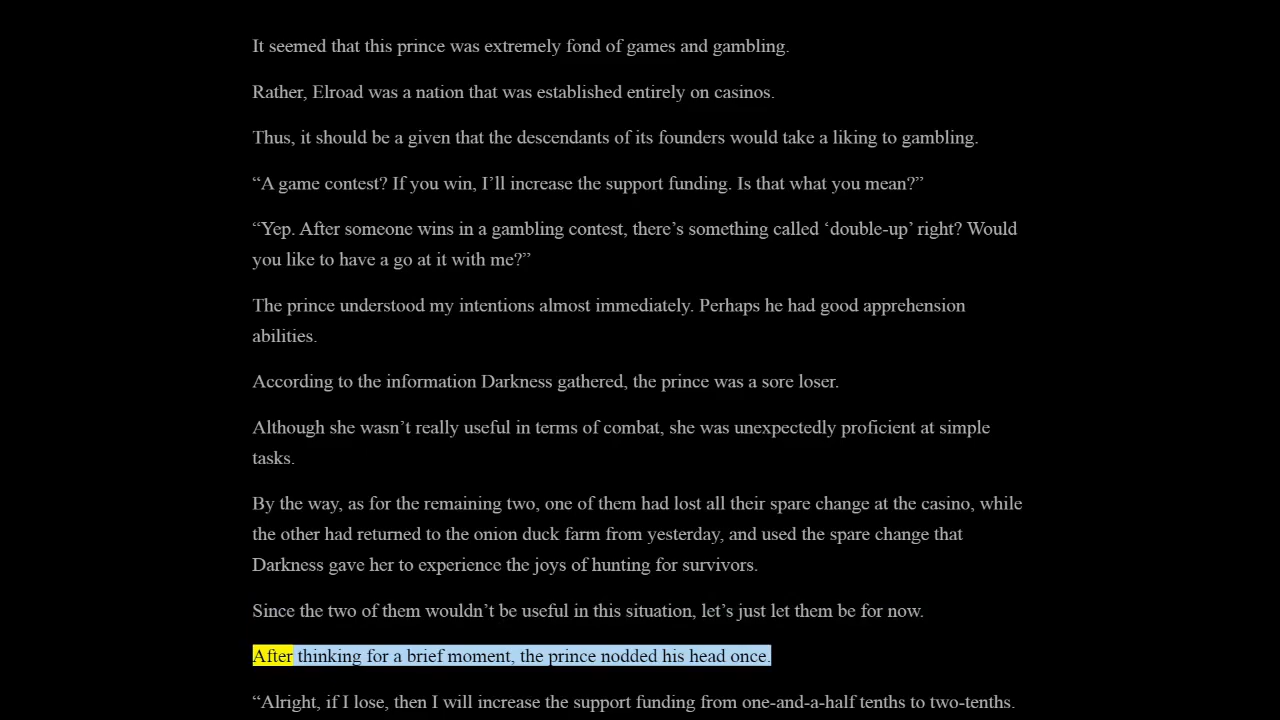 It seemed that this prince was extremely fond of games and gambling.
Rather, Elroad was a nation that was established entirely on casinos.
Thus, it should be a given that the descendants of its founders would take a liking to gambling.
“A game contest? If you win, I’ll increase the support funding. Is that what you mean?”
“Yep. After someone wins in a gambling contest, there’s something called ‘double-up’ right? Would
you like to have a go at it with me?”
The prince understood my intentions almost immediately. Perhaps he had good apprehension
abilities.
According to the information Darkness gathered, the prince was a sore loser.
Although she wasn’t really useful in terms of combat, she was unexpectedly proficient at simple
tasks.
By the way, as for the remaining two, one of them had lost all their spare change at the casino, while
the other had returned to the onion duck farm from yesterday, and used the spare change that
Darkness gave her to experience the joys of hunting for survivors.
Since the two of them wouldn’t be useful in this situation, let’s just let them be for now.
After thinking for a brief moment, the prince nodded his head once.
“Alright, if I lose, then I will increase the support funding from one-and-a-half tenths to two-tenths.